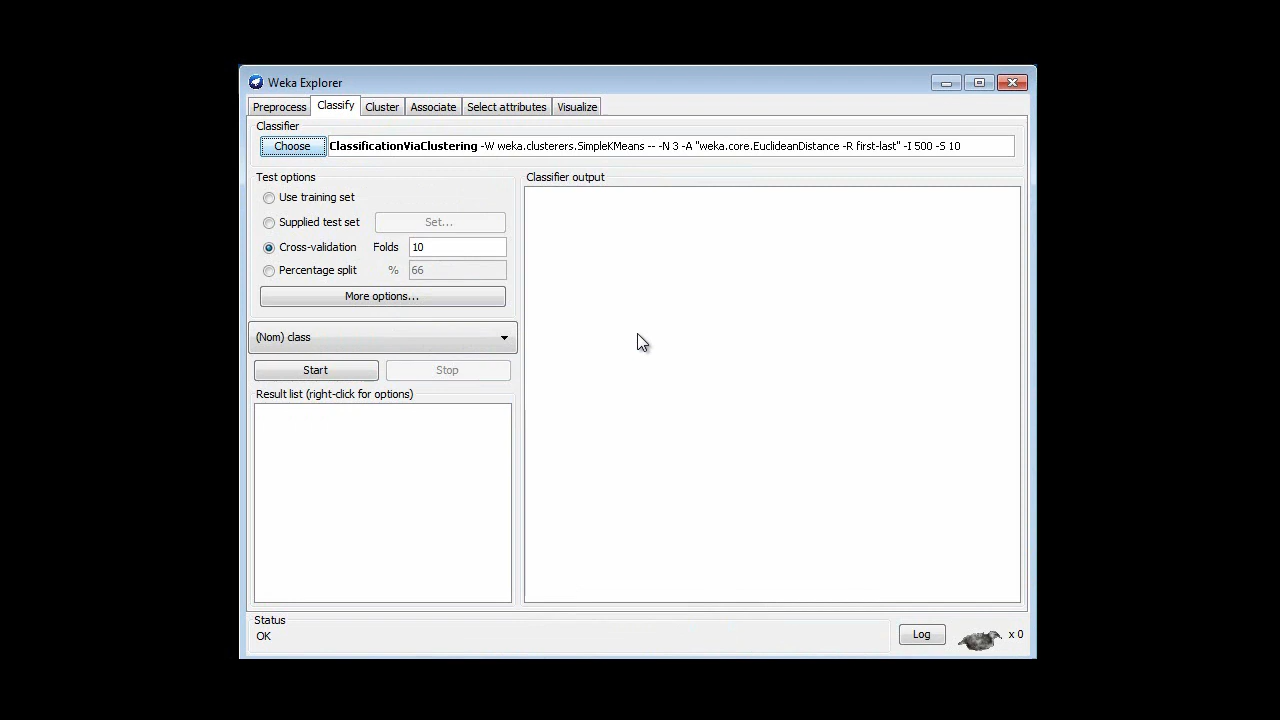 Weka Explorer
Preprocess Classify Cluster Associate Select attributes Visualize
Classifier
Choose ClassificationViaClustering -W weka.clusterers.SimpleKMeans -- -N 3 -A "weka.core.EuclideanDistance -R first-last" -I 500 -S 10
Test options
Use training set
Supplied test set Set...
Cross-validation Folds 10
Percentage split % 66
More options...
(Nom) class
Start Stop
Result list (right-click for options)
Classifier output
Status
OK
Log x 0